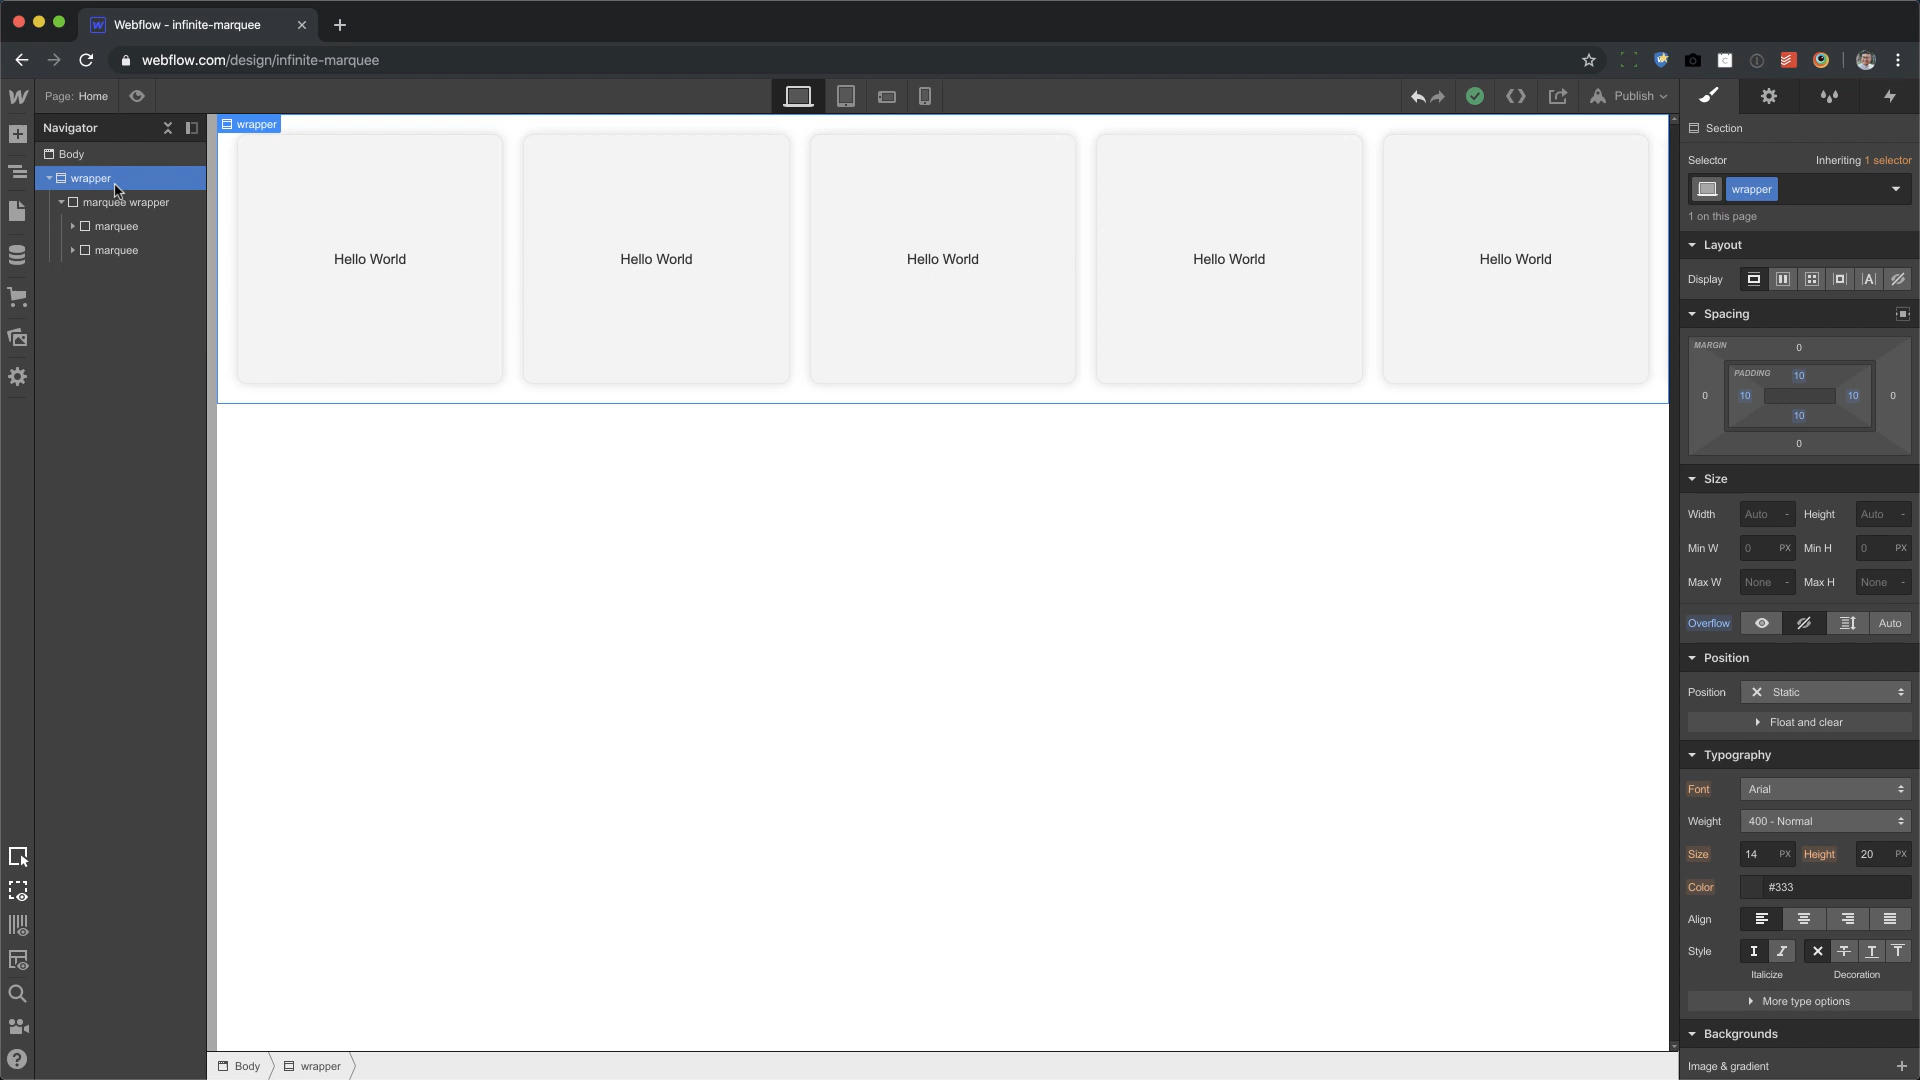 Webflow - infinite-marquee
webflow.com/design/infinite-marquee
Page: Home
Publish
Navigator
wrapper
Section
Body
wrapper
marquee wrapper
marquee
marquee
Hello World
Hello World
Hello World
Hello World
Hello World
Selector
Inheriting 1 selector
wrapper
1 on this page
Layout
Display
Spacing
MARGIN
0
PADDING
10
0
10
10
0
10
0
Size
Width
Auto
-
Height
Auto
-
Min W
0
PX
Min H
0
PX
Max W
None
-
Max H
None
-
Overflow
Auto
Position
Position
Static
Float and clear
Typography
Font
Arial
Weight
400 - Normal
Size
14
PX
Height
20
PX
Color
#333
Align
Style
Italicize
Decoration
More type options
Backgrounds
Image & gradient
Body
wrapper